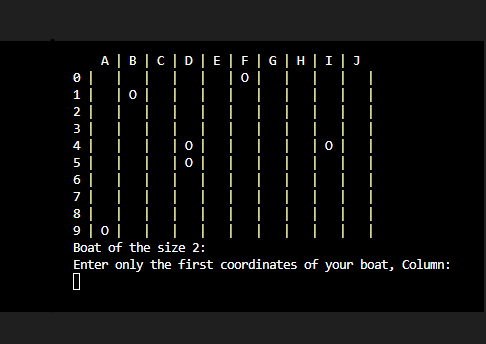 A | B | C | D | E | F | G | H | I | J
0 |   |   |   |   |   | O |   |   |   |   |
1 |   | O |   |   |   |   |   |   |   |   |
2 |   |   |   |   |   |   |   |   |   |   |
3 |   |   |   |   |   |   |   |   |   |   |
4 |   |   |   | O |   |   |   |   | O |   |
5 |   |   |   | O |   |   |   |   |   |   |
6 |   |   |   |   |   |   |   |   |   |   |
7 |   |   |   |   |   |   |   |   |   |   |
8 |   |   |   |   |   |   |   |   |   |   |
9 | O |   |   |   |   |   |   |   |   |   |
Boat of the size 2:
Enter only the first coordinates of your boat, Column: